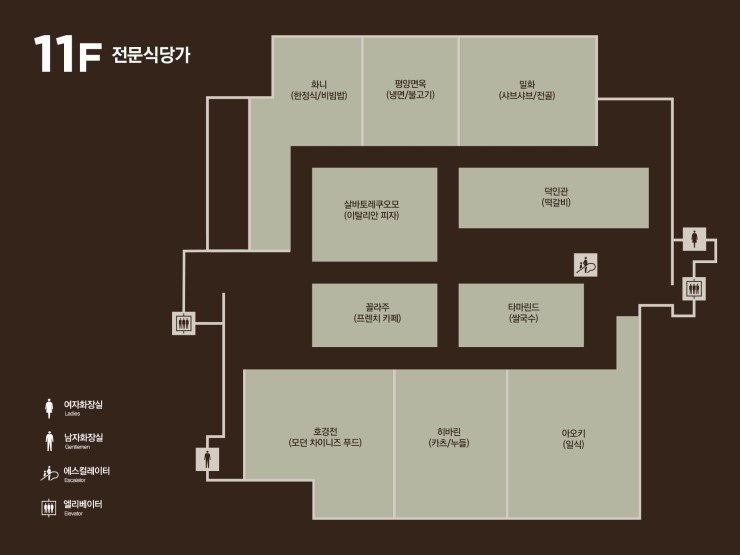 11F 전문식당가
화니
(한정식/비빔밥)
평양면옥
(냉면/불고기)
밀화
(샤브샤브/전골)
살바토레쿠오모
(이탈리안 피자)
덕인관
(떡갈비)
꼴라주
(프렌치 카페)
타마린드
(쌀국수)
호경전
(모던 차이니즈 푸드)
히바린
(카츠/누들)
아오키
(일식)
여자화장실
Ladies
남자화장실
Gentlemen
에스컬레이터
Escalator
엘리베이터
Elevator